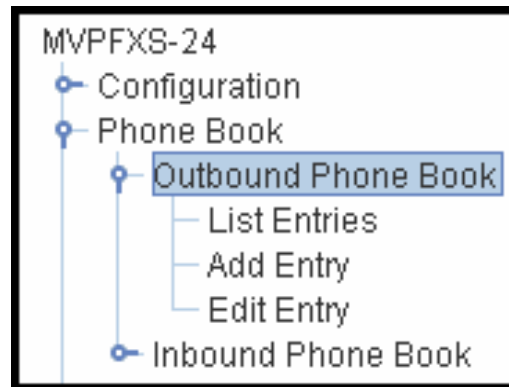 MVPFXS-24
Configuration
Phone Book
Outbound Phone Book
List Entries
Add Entry
Edit Entry
Inbound Phone Book